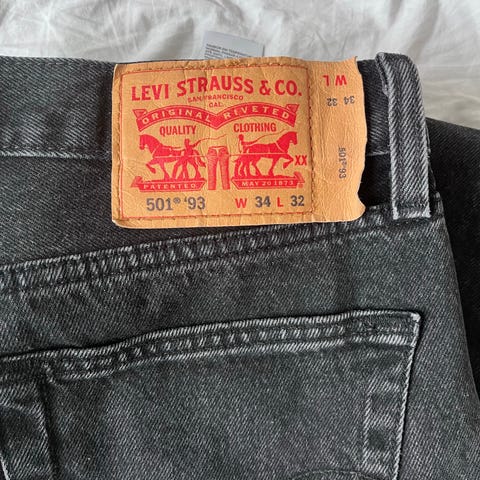 LEVI STRAUSS & CO.
SAN FRANCISCO
CAL.
ORIGINAL RIVETED
QUALITY CLOTHING
XX
PATENTED MAY 20 1873
501® '93 W 34 L 32
W L
34 32
501® '93